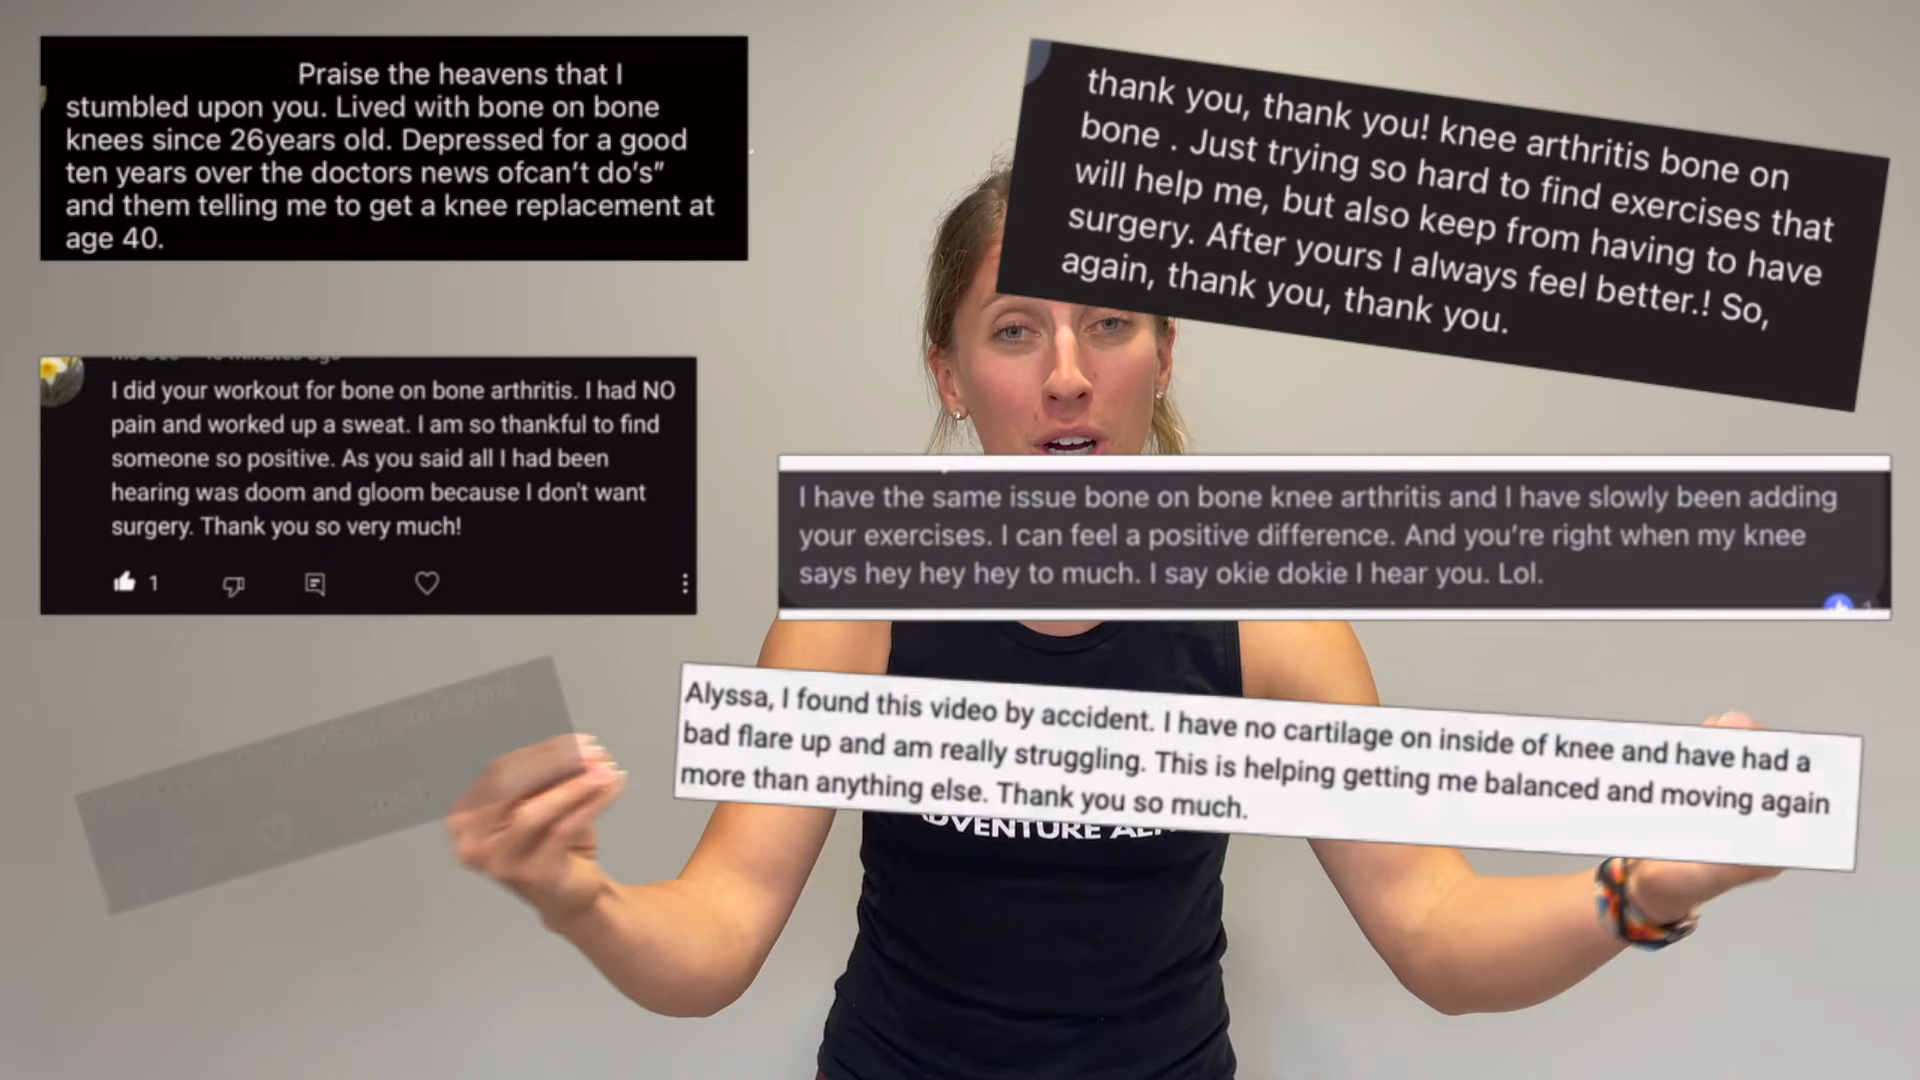 Praise the heavens that I
stumbled upon you. Lived with bone on bone
knees since 26years old. Depressed for a good
ten years over the doctors news ofcan't do's"
and them telling me to get a knee replacement at
age 40.
thank you, thank you! knee arthritis bone on
bone . Just trying so hard to find exercises that
will help me, but also keep from having to have
surgery. After yours I always feel better.! So,
again, thank you, thank you.
I did your workout for bone on bone arthritis. I had NO
pain and worked up a sweat. I am so thankful to find
someone so positive. As you said all I had been
hearing was doom and gloom because I don't want
surgery. Thank you so very much!
1
I have the same issue bone on bone knee arthritis and I have slowly been adding
your exercises. I can feel a positive difference. And you're right when my knee
says hey hey hey to much. I say okie dokie I hear you. Lol.
Alyssa, I found this video by accident. I have no cartilage on inside of knee and have had a
bad flare up and am really struggling. This is helping getting me balanced and moving again
more than anything else. Thank you so much.